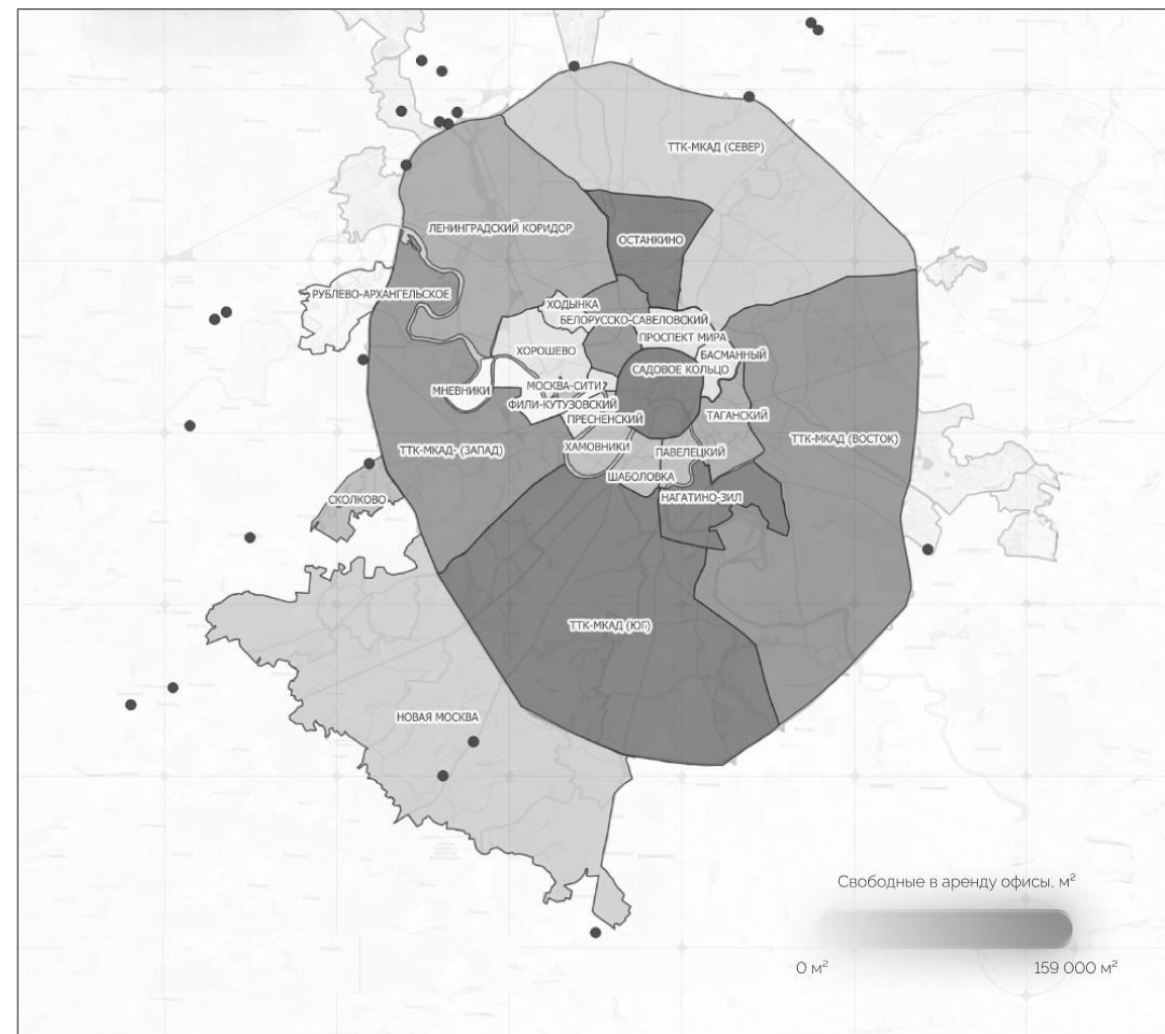 ТТК-МКАД (СЕВЕР)
ЛЕНИНГРАДСКИЙ КОРИДОР
ОСТАНКИНО
РУБЛЕВО-АРХАНГЕЛЬСКОЕ
ХОДЫНКА
БЕЛОРУССКО-САВЕЛОВСКИЙ
ПРОСПЕКТ МИРА
ХОРОШЕВО
БАСМАННЫЙ
САДОВОЕ КОЛЬЦО
МНЕВНИКИ
МОСКВА-СИТИ
ФИЛИ-КУТУЗОВСКИЙ
ПРЕСНЕНСКИЙ
ТАГАНСКИЙ
ТТК-МКАД (ВОСТОК)
ТТК-МКАД- (ЗАПАД)
ХАМОВНИКИ
ПАВЕЛЕЦКИЙ
ШАБОЛОВКА
СКОЛКОВО
НАГАТИНО-ЗИЛ
ТТК-МКАД (ЮГ)
НОВАЯ МОСКВА
Свободные в аренду офисы, м²
0 м²
159 000 м²